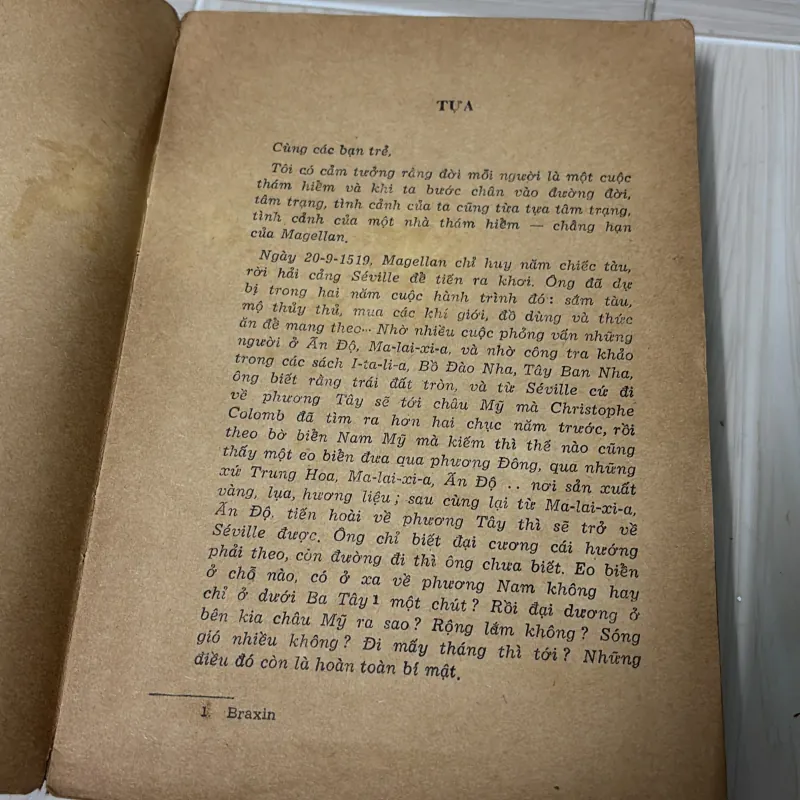 TỰA
Cùng các bạn trẻ.
Tôi có cảm tưởng rằng đời mỗi người là một cuộc
thám hiểm và khi ta bước chân vào đường đời,
tâm trạng, tình cảnh của ta cũng tựa tựa tâm trạng,
tình cảnh của một nhà thám hiểm — chẳng hạn
của Magellan.
Ngày 20-9-1519, Magellan chỉ huy năm chiếc tàu,
rời hải cảng Séville để tiến ra khơi. Ông đã dự
bị trong hai năm cuộc hành trình đó : sắm tàu,
mộ thủy thủ, mua các khí giới, đồ dùng và thức
ăn để mang theo... Nhờ nhiều cuộc phỏng vấn những
người ở Ấn Độ, Ma-lai-xi-a, và nhờ công tra khảo
trong các sách I-ta-li-a, Bồ Đào Nha, Tây Ban Nha,
ông biết rằng trái đất tròn, và từ Séville cứ đi
về phương Tây sẽ tới châu Mỹ mà Christophe
Colomb đã tìm ra hơn hai chục năm trước, rồi
theo bờ biển Nam Mỹ mà kiếm thì thế nào cũng
thấy một eo biển đưa qua phương Đông, qua những
xứ Trung Hoa, Ma-lai-xi-a, Ấn Độ .. nơi sản xuất
vàng, lụa, hương liệu ; sau cùng lại từ Ma-lai-xi-a,
Ấn Độ, tiến hoài về phương Tây thì sẽ trở về
Séville được. Ông chỉ biết đại cương cái hướng
phải theo, còn đường đi thì ông chưa biết. Eo biển
ở chỗ nào, có ở xa về phương Nam không hay
chỉ ở dưới Ba Tây 1 một chút ? Rồi đại dương ở
bên kia châu Mỹ ra sao ? Rộng lắm không ? Sóng
gió nhiều không ? Đi mấy tháng thì tới ? Những
điều đó còn là hoàn toàn bí mật.
1. Braxin